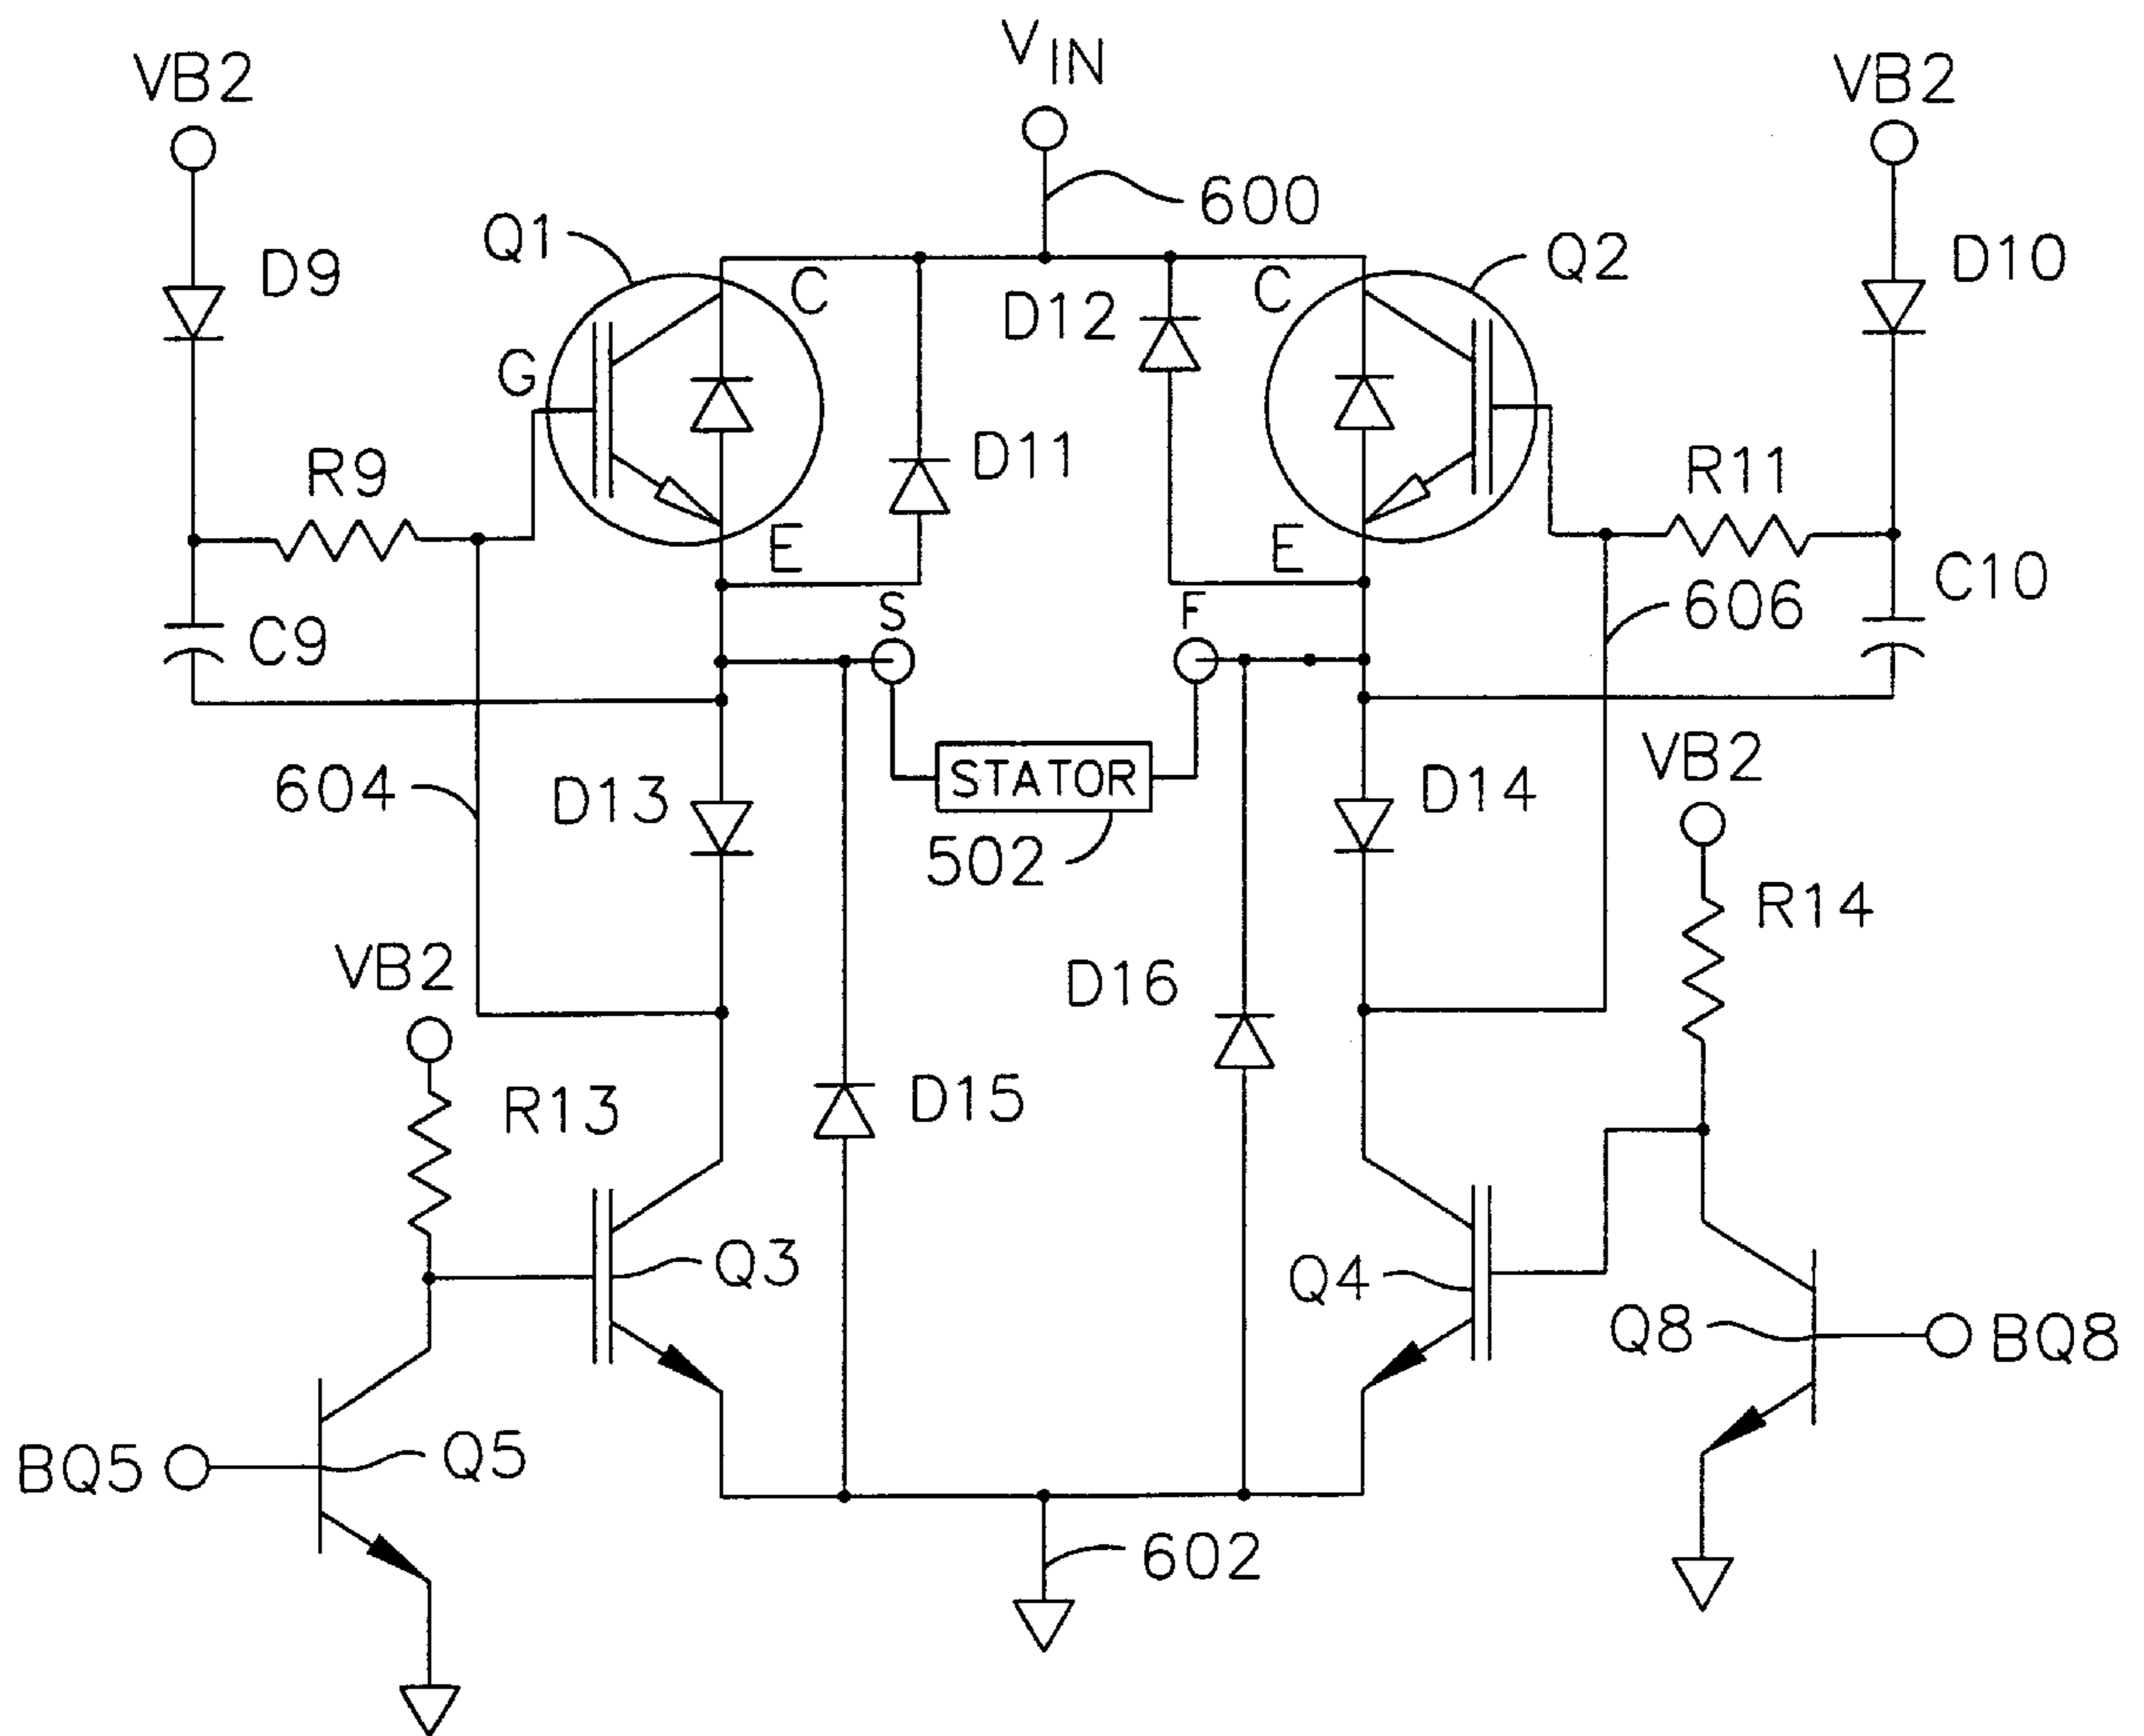 VIN
VB2
VB2
600
Q1
Q2
D9
D10
C
C
D12
G
D11
R9
R11
E
E
C9
S
F
606
C10
604
D13
STATOR
D14
VB2
502
R14
VB2
D16
R13
D15
Q3
Q4
Q8
BQ8
BQ5
Q5
602